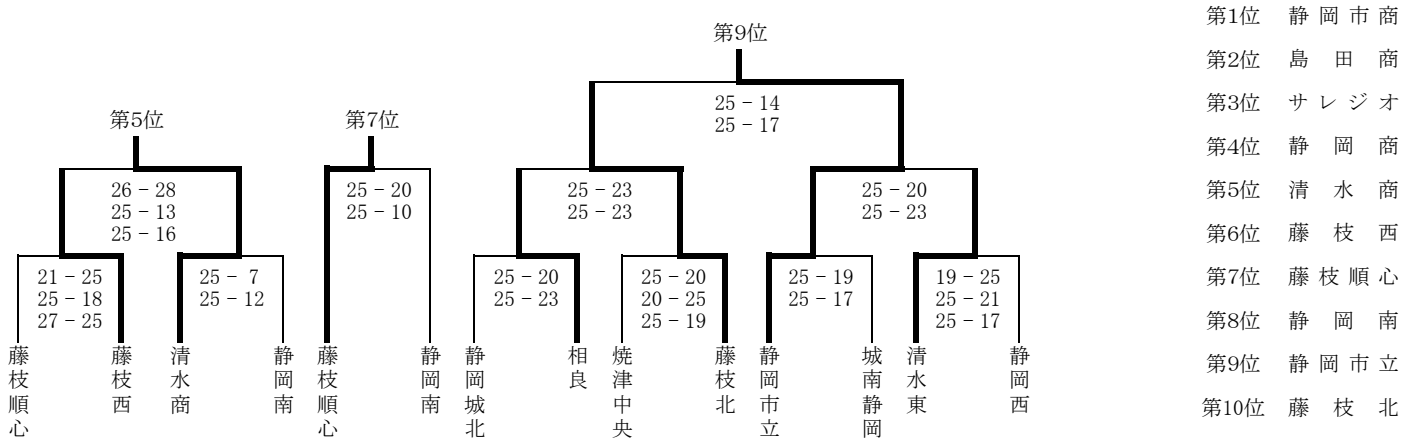 第9位
25 − 14
25 − 17
第5位
第7位
26 − 28
25 − 13
25 − 16
25 − 20
25 − 10
25 − 23
25 − 23
25 − 20
25 − 23
21 − 25
25 − 18
27 − 25
25 − 7
25 − 12
25 − 20
25 − 23
25 − 20
20 − 25
25 − 19
25 − 19
25 − 17
19 − 25
25 − 21
25 − 17
藤枝順心
藤枝西
清水商
静岡南
藤枝順心
静岡南
静岡城北
相良
焼津中央
藤枝北
静岡市立
城南静岡
清水東
静岡西
第1位 静岡市商
第2位 島田商
第3位 サレジオ
第4位 静岡商
第5位 清水商
第6位 藤枝西
第7位 藤枝順心
第8位 静岡南
第9位 静岡市立
第10位 藤枝北